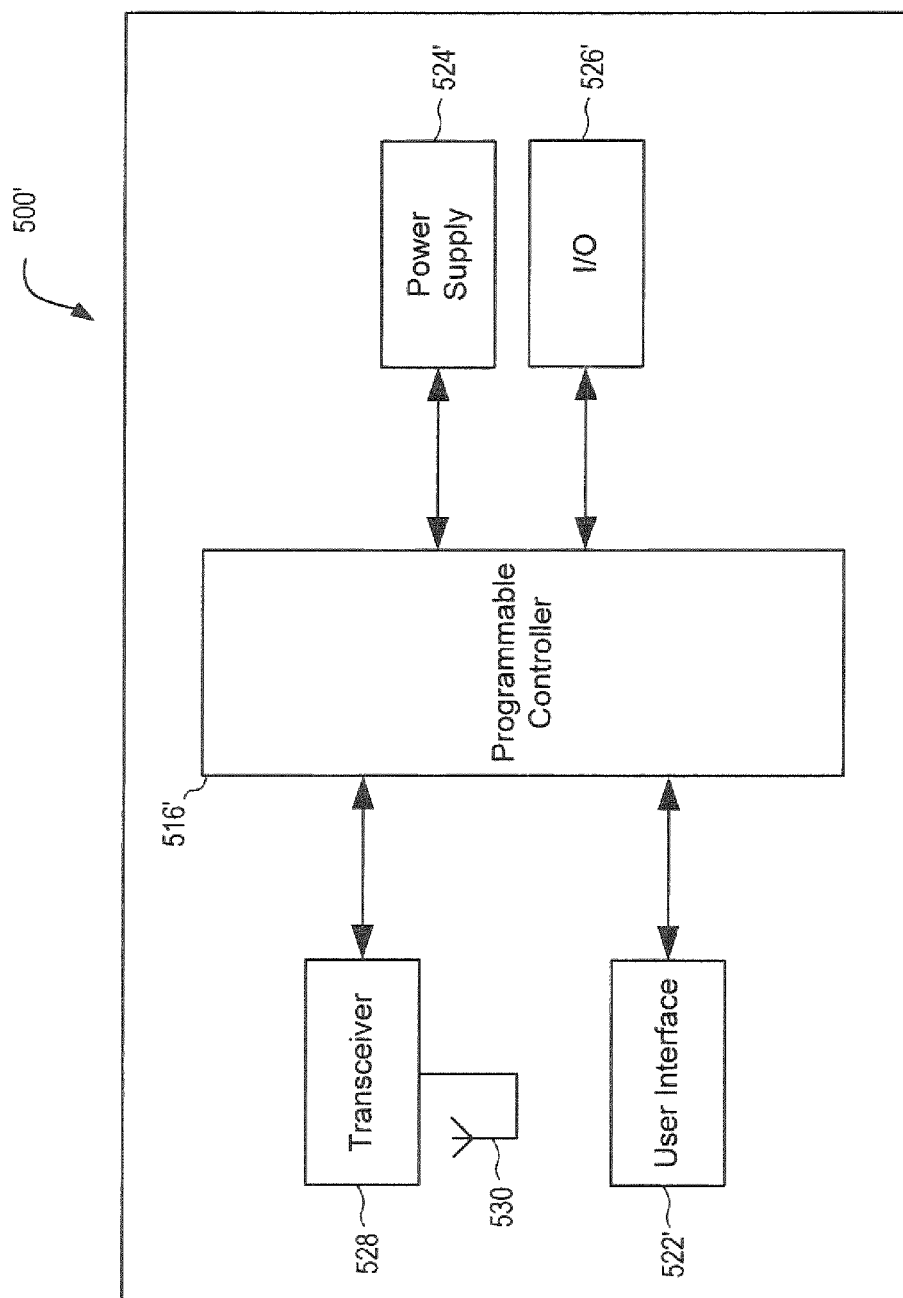 500'
528
Transceiver
530
516'
Programmable
Controller
Power
Supply
524'
522'
User Interface
I/O
526'